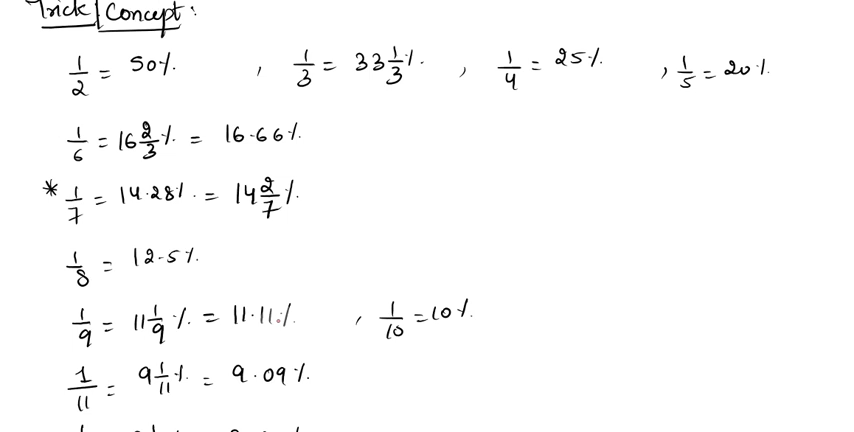 Trick/Concept:
1/2 = 50%, 1/3 = 33 1/3%, 1/4 = 25%, 1/5 = 20%
1/6 = 16 2/3% = 16.66%
* 1/7 = 14.28% = 14 2/7%
1/8 = 12.5%
1/9 = 11 1/9% = 11.11%, 1/10 = 10%
1/11 = 9 1/11% = 9.09%